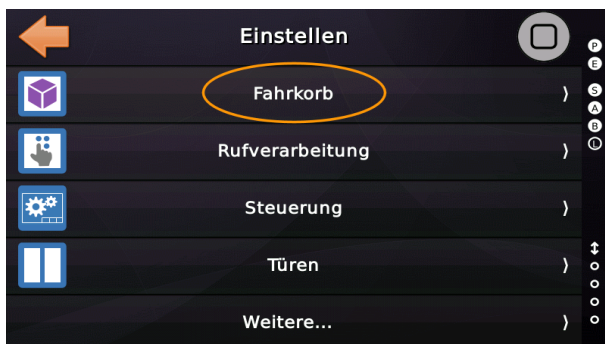 Einstellen
Fahrkorb
Rufverarbeitung
Steuerung
Türen
Weitere...
P
E
S
A
B
L